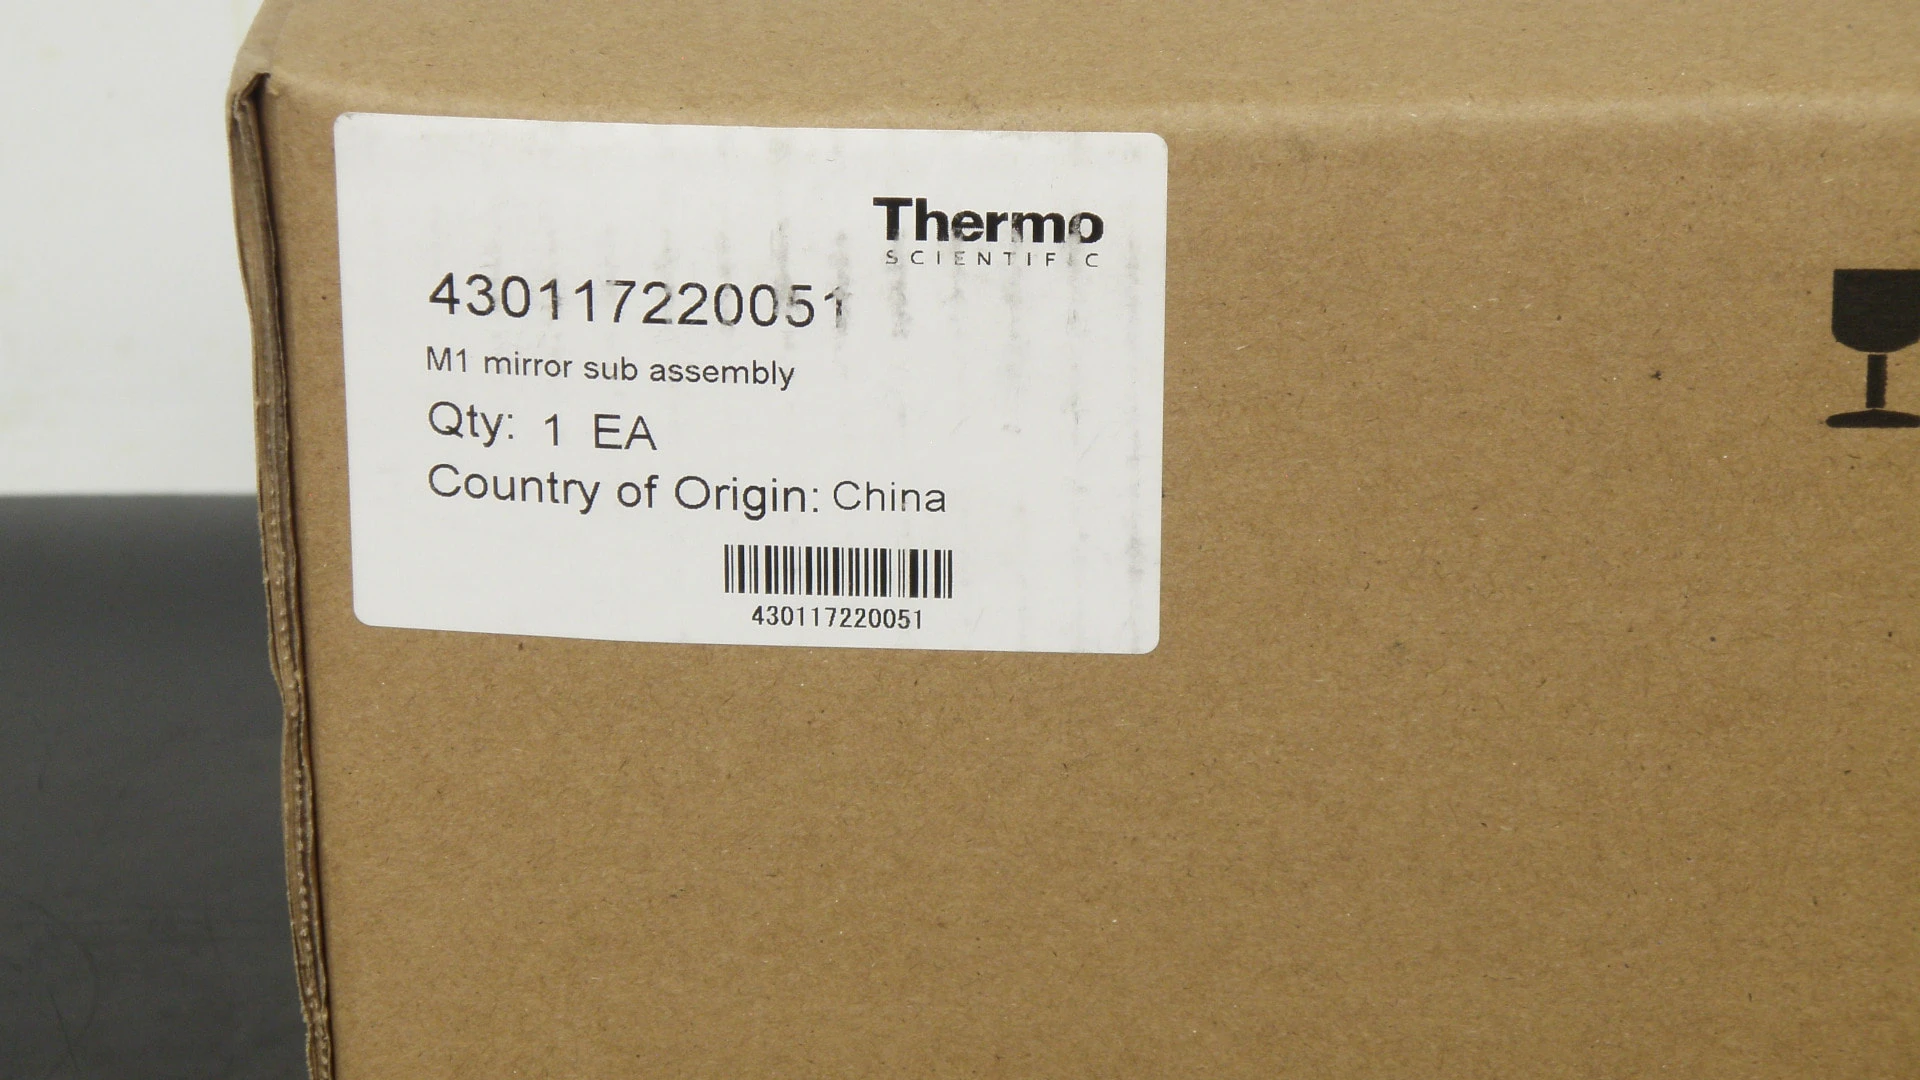 Thermo
SCIENTIFIC
430117220051
M1 mirror sub assembly
Qty: 1 EA
Country of Origin: China
430117220051